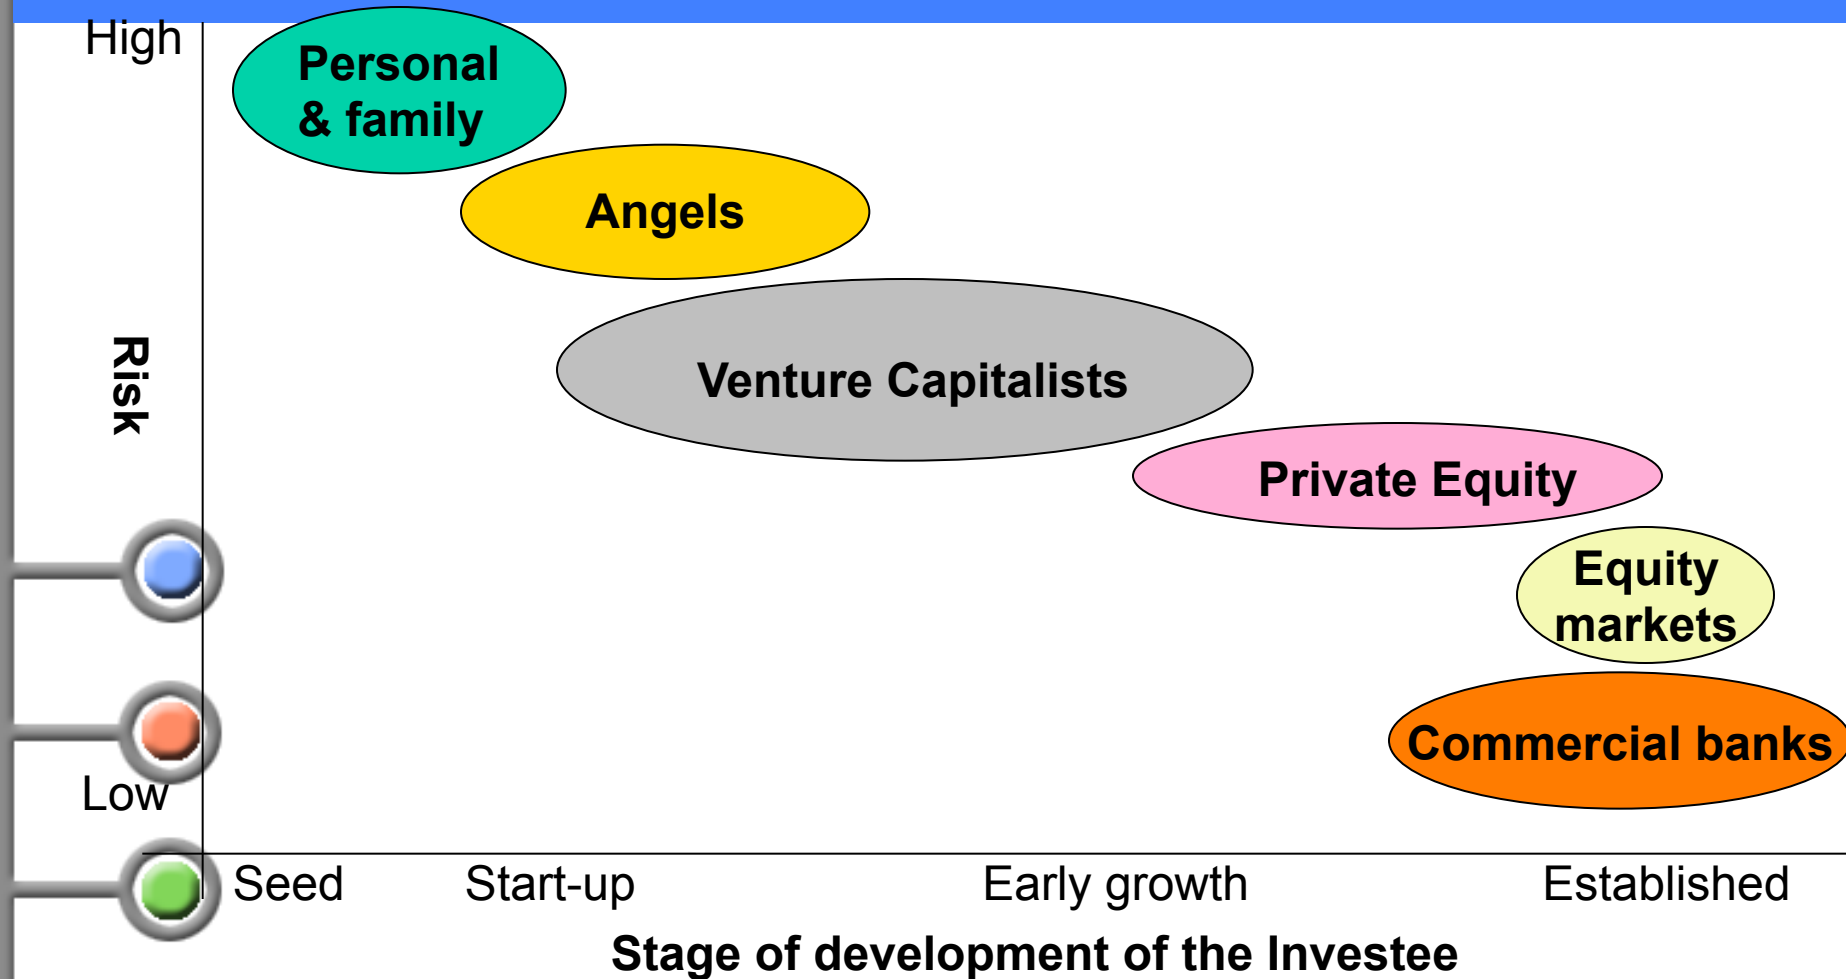 High
Personal
& family
Angels
Risk
Venture Capitalists
Private Equity
Equity
markets
Commercial banks
Low
Seed
Start-up
Early growth
Established
Stage of development of the Investee